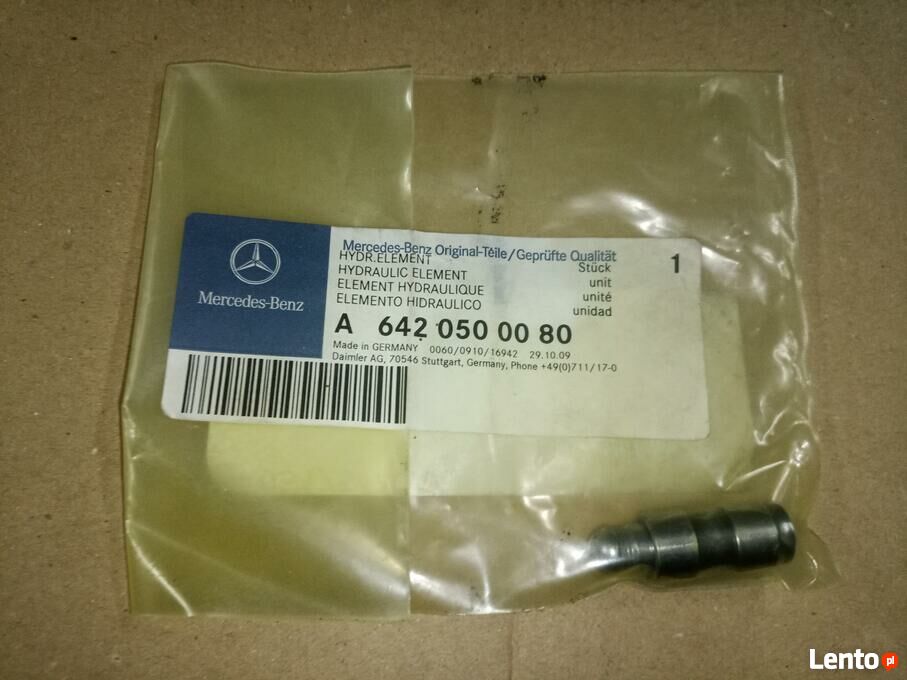 Mercedes-Benz
Mercedes-Benz Original-Teile/Geprüfte Qualität
HYDR.ELEMENT
HYDRAULIC ELEMENT
ELEMENT HYDRAULIQUE
ELEMENTO HIDRAULICO
Stück
unit
unité
unidad
1
A 642 050 00 80
Made in GERMANY 0060/0910/16942 29.10.09
Daimler AG, 70546 Stuttgart, Germany, Phone +49(0)711/17-0
Lento pl